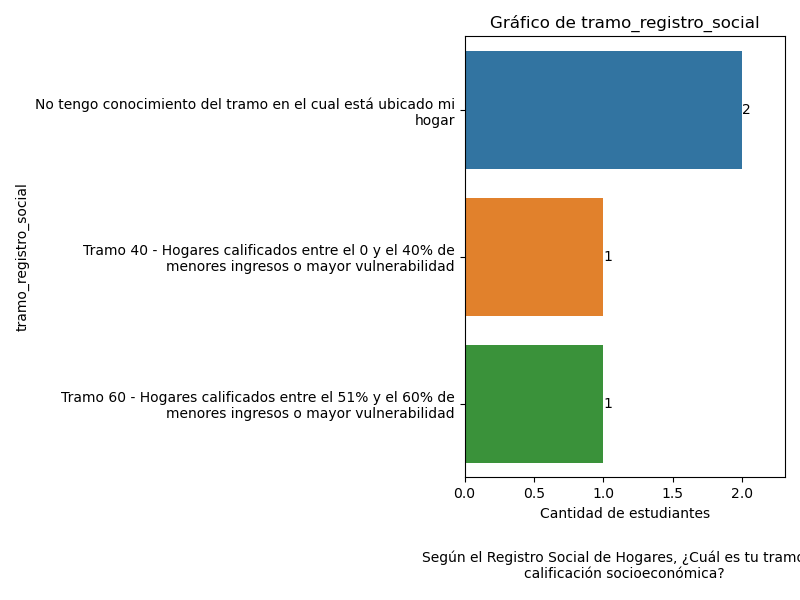 Gráfico de tramo_registro_social
No tengo conocimiento del tramo en el cual está ubicado mi
hogar
2
Tramo 40 - Hogares calificados entre el 0 y el 40% de
menores ingresos o mayor vulnerabilidad
1
Tramo 60 - Hogares calificados entre el 51% y el 60% de
menores ingresos o mayor vulnerabilidad
1
tramo_registro_social
0.0 0.5 1.0 1.5 2.0
Cantidad de estudiantes
Según el Registro Social de Hogares, ¿Cuál es tu tramo
calificación socioeconómica?